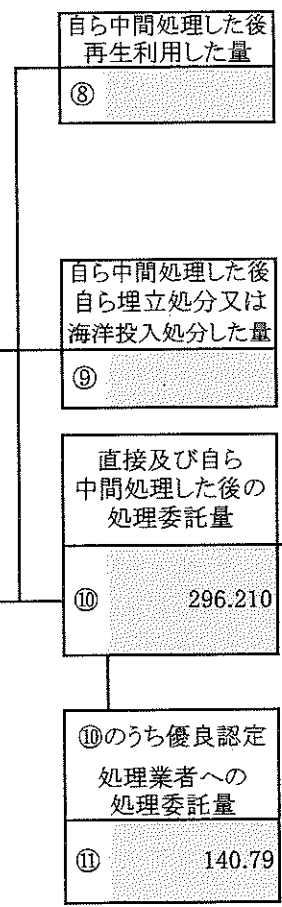 自ら中間処理した後
再生利用した量
⑧
自ら中間処理した後
自ら埋立処分又は
海洋投入処分した量
⑨
直接及び自ら
中間処理した後の
処理委託量
⑩ 296.210
⑩のうち優良認定
処理業者への
処理委託量
⑪ 140.79